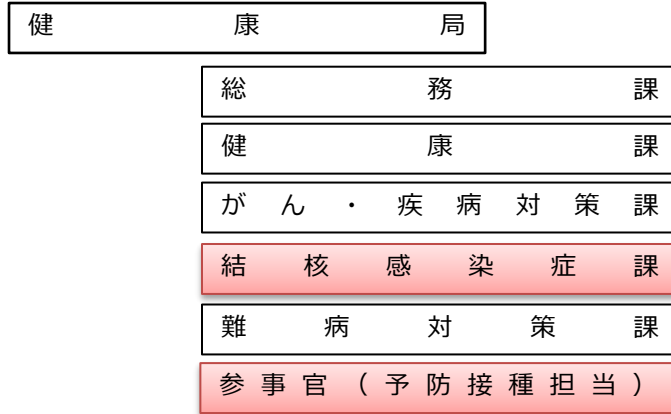 健康局
総務課
健康課
がん・疾病対策課
結核感染症課
難病対策課
参事官（予防接種担当）